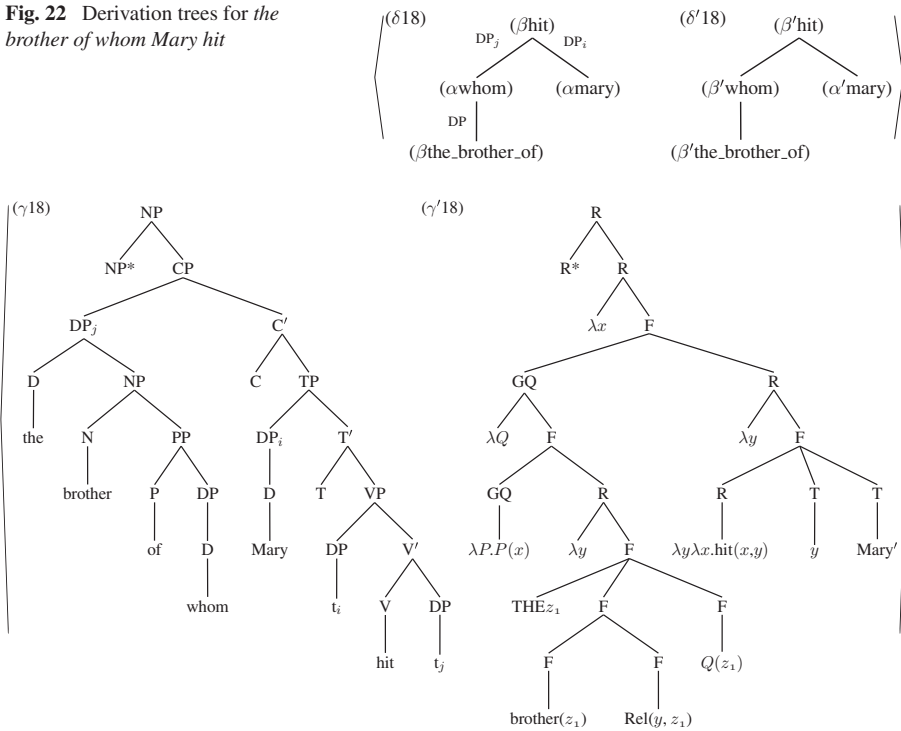 Fig. 22 Derivation trees for the
brother of whom Mary hit
(δ18) (βhit) (δ′18) (β′hit)
DPⱼ DPᵢ
(αwhom) (αmary) (β′whom) (α′mary)
DP
(βthe_brother_of) (β′the_brother_of)
(γ18) NP (γ′18) R
NP* CP R* R
DPⱼ C′ λx F
D NP C TP GQ R
the N PP DPᵢ T′ λQ F λy F
brother P DP D T VP GQ R R T T
of D Mary DP V′ λP.P(x) λy F λyλx.hit(x,y) y Mary′
whom tᵢ V DP THEz₁ F F
hit tⱼ F F Q(z₁)
brother(z₁) Rel(y, z₁)